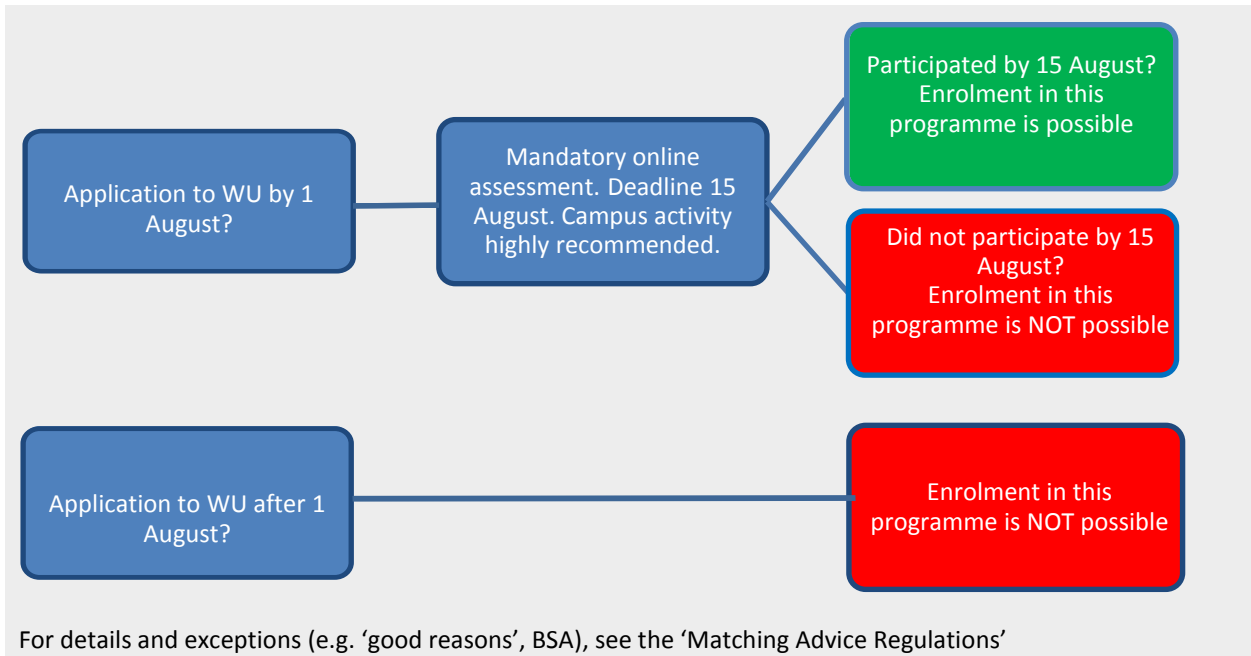 Application to WU by 1
August?
Mandatory online
assessment. Deadline 15
August. Campus activity
highly recommended.
Participated by 15 August?
Enrolment in this
programme is possible
Did not participate by 15
August?
Enrolment in this
programme is NOT possible
Application to WU after 1
August?
Enrolment in this
programme is NOT possible
For details and exceptions (e.g. ‘good reasons’, BSA), see the ‘Matching Advice Regulations’